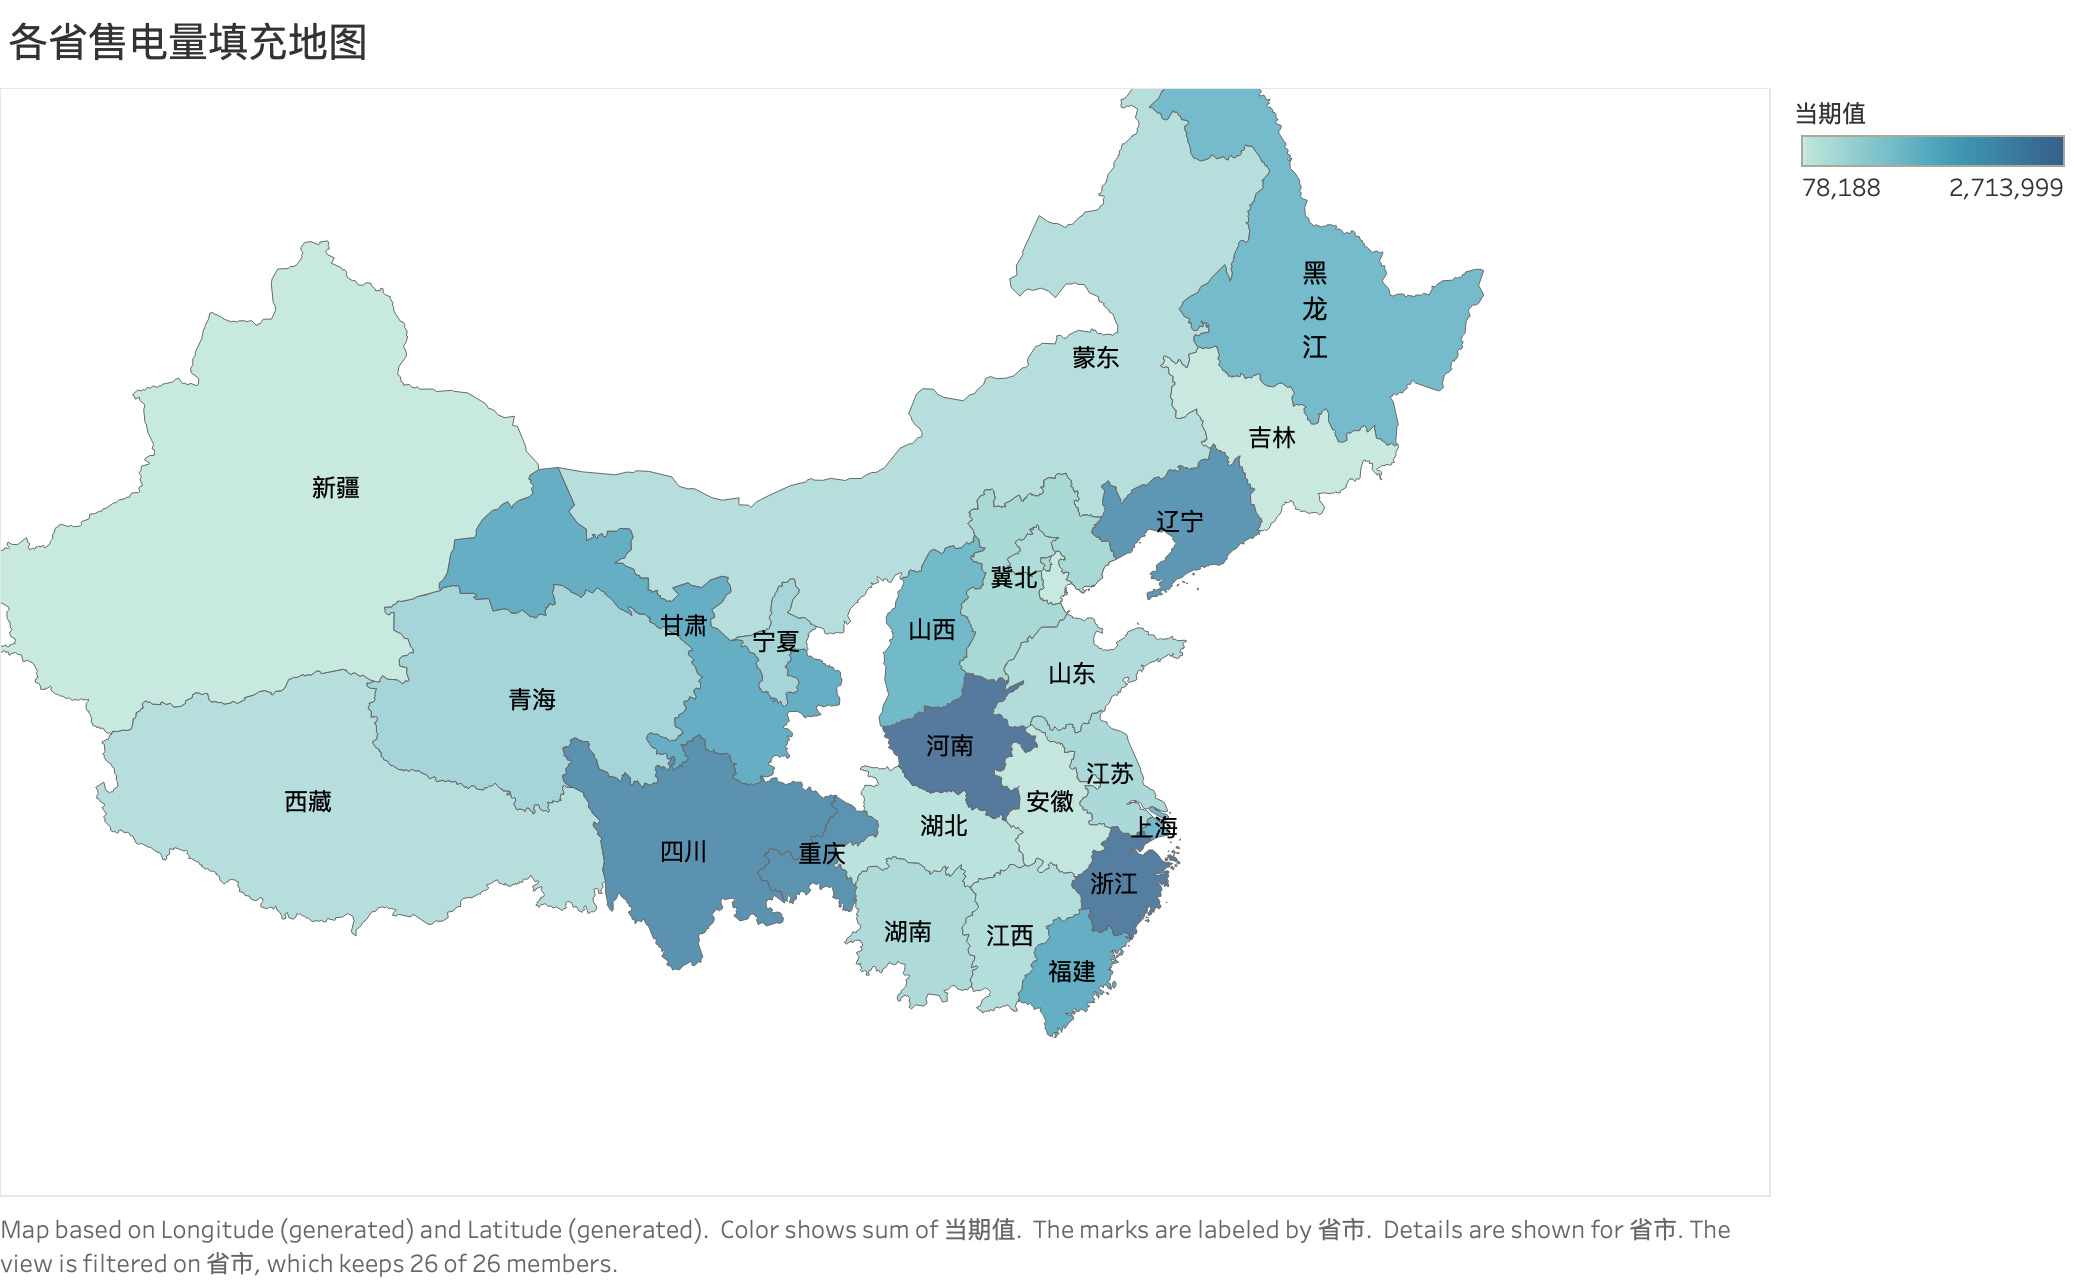 各省售电量填充地图
当期值
78,188
2,713,999
黑
龙
江
蒙东
吉林
新疆
辽宁
冀北
甘肃
宁夏
山西
山东
青海
河南
江苏
西藏
安徽
湖北
上海
四川
重庆
浙江
湖南
江西
福建
Map based on Longitude (generated) and Latitude (generated).  Color shows sum of 当期值.  The marks are labeled by 省市.  Details are shown for 省市. The
view is filtered on 省市, which keeps 26 of 26 members.